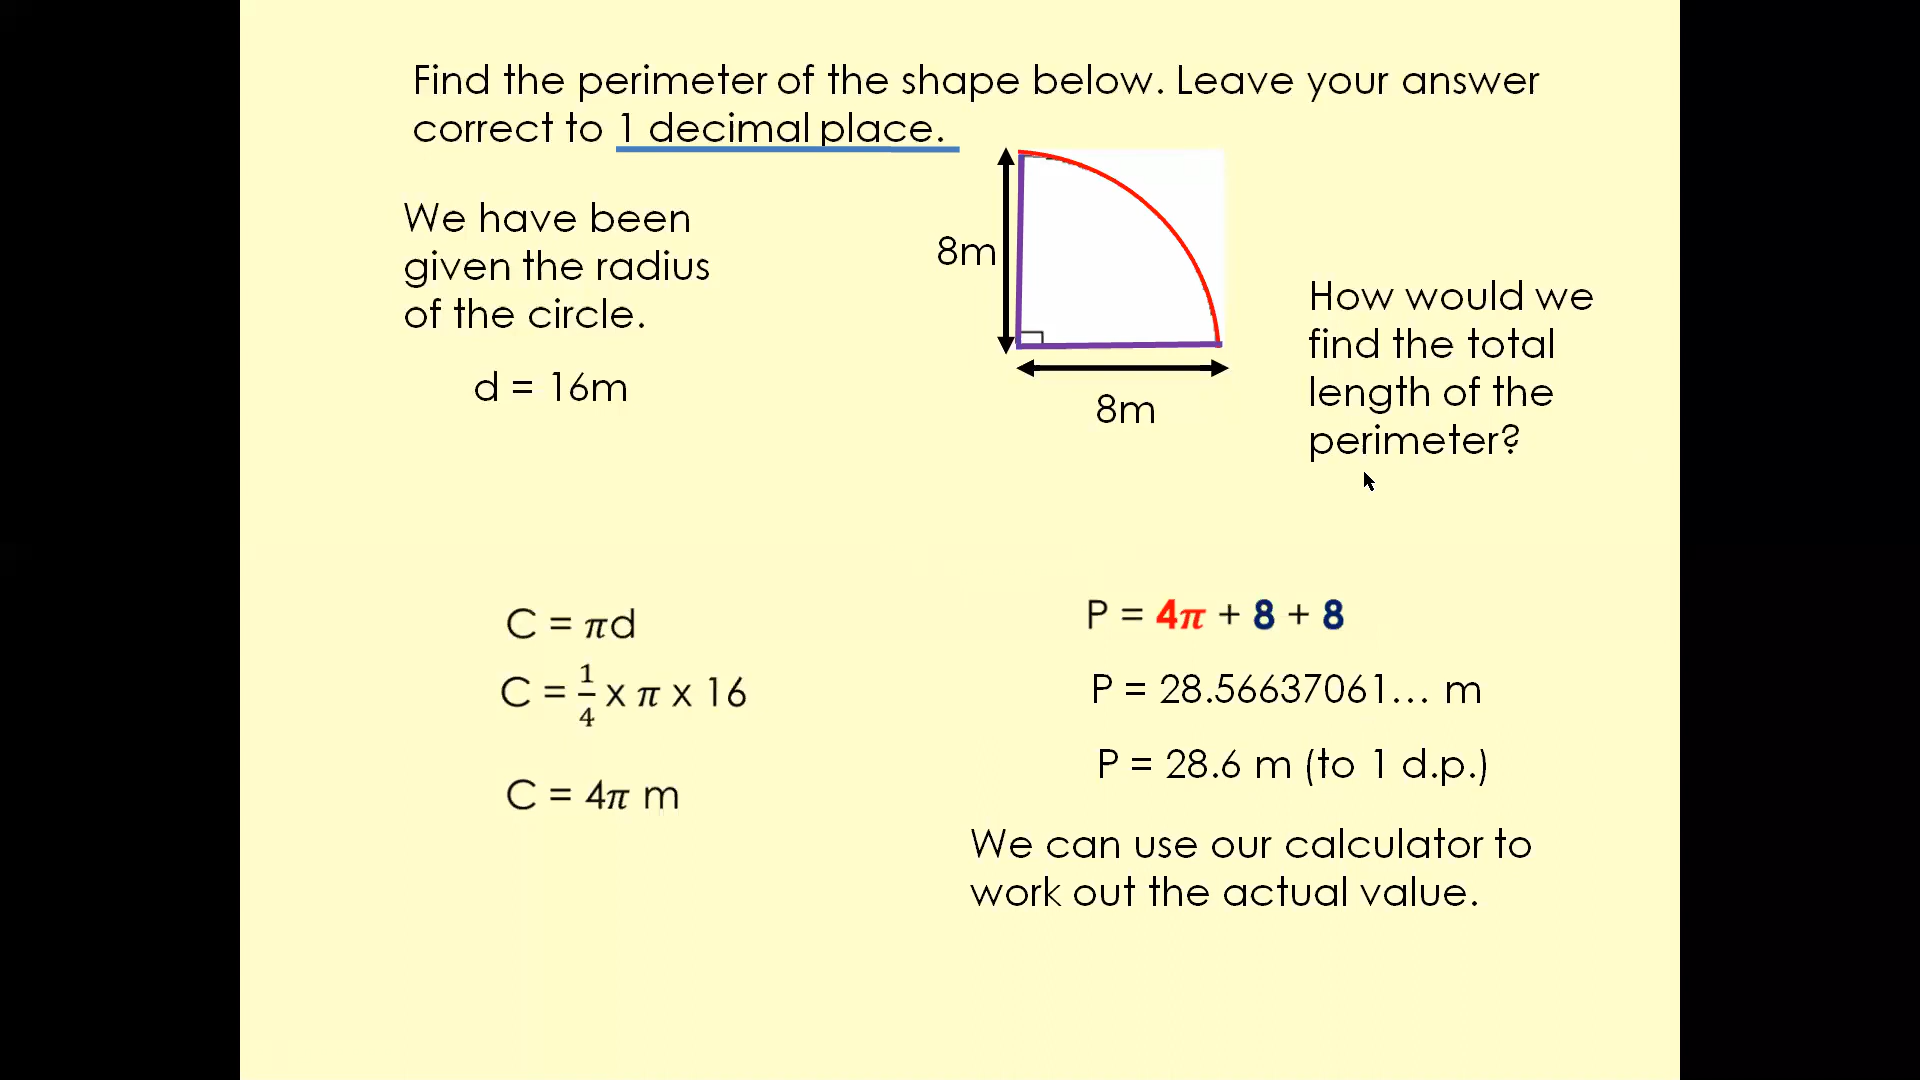 Find the perimeter of the shape below. Leave your answer
correct to 1 decimal place.
We have been
given the radius
of the circle.
d = 16m
8m
8m
How would we
find the total
length of the
perimeter?
C = πd
C = 1/4 x π x 16
C = 4π m
P = 4π + 8 + 8
P = 28.56637061... m
P = 28.6 m (to 1 d.p.)
We can use our calculator to
work out the actual value.